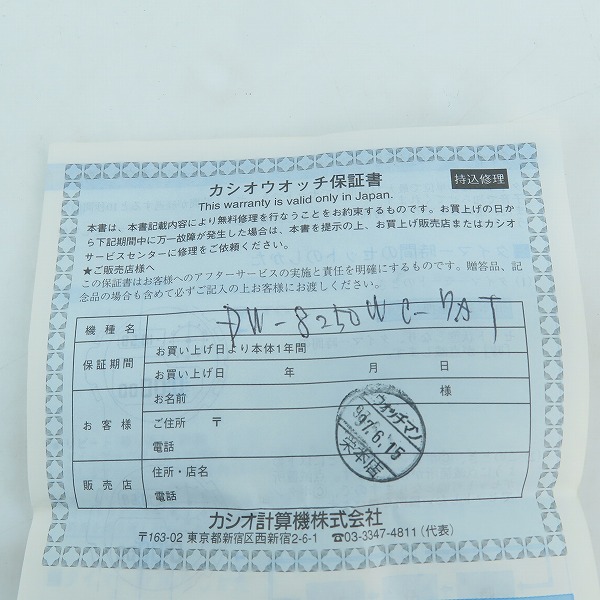 カシオウオッチ保証書
持込修理
This warranty is valid only in Japan.
本書は、本書記載内容により無料修理を行なうことをお約束するものです。お買上げの日か
ら下記期間中に万一故障が発生した場合は、本書を提示の上、お買上げ販売店またはカシオ
サービスセンターに修理をご依頼ください。
★ご販売店様へ
この保証書はお客様へのアフターサービスの実施と責任を明確にするものです。贈答品、記
念品の場合も含めて必ずご記入の上お客様にお渡しください。
機種名 DW-8250WC-7AT
保証期間 お買い上げ日より本体1年間
お買い上げ日 年 月 日
お客様 お名前 様
ご住所 〒
電話
販売店 住所・店名
電話
ウォッチマン
997.6.15
栄本店
カシオ計算機株式会社
〒163-02 東京都新宿区西新宿2-6-1 ☎03-3347-4811（代表）